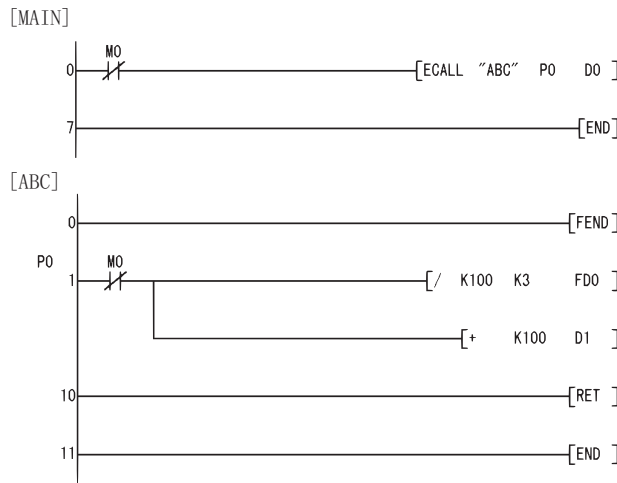 [MAIN]
M0
0 [ECALL "ABC" P0 D0 ]
7 [END]
[ABC]
0 [FEND ]
P0 M0
1 [/ K100 K3 FD0 ]
[+ K100 D1 ]
10 [RET ]
11 [END ]